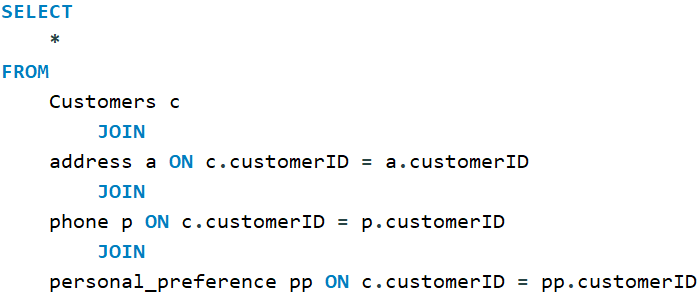 SELECT
*
FROM
Customers c
JOIN
address a ON c.customerID = a.customerID
JOIN
phone p ON c.customerID = p.customerID
JOIN
personal_preference pp ON c.customerID = pp.customerID